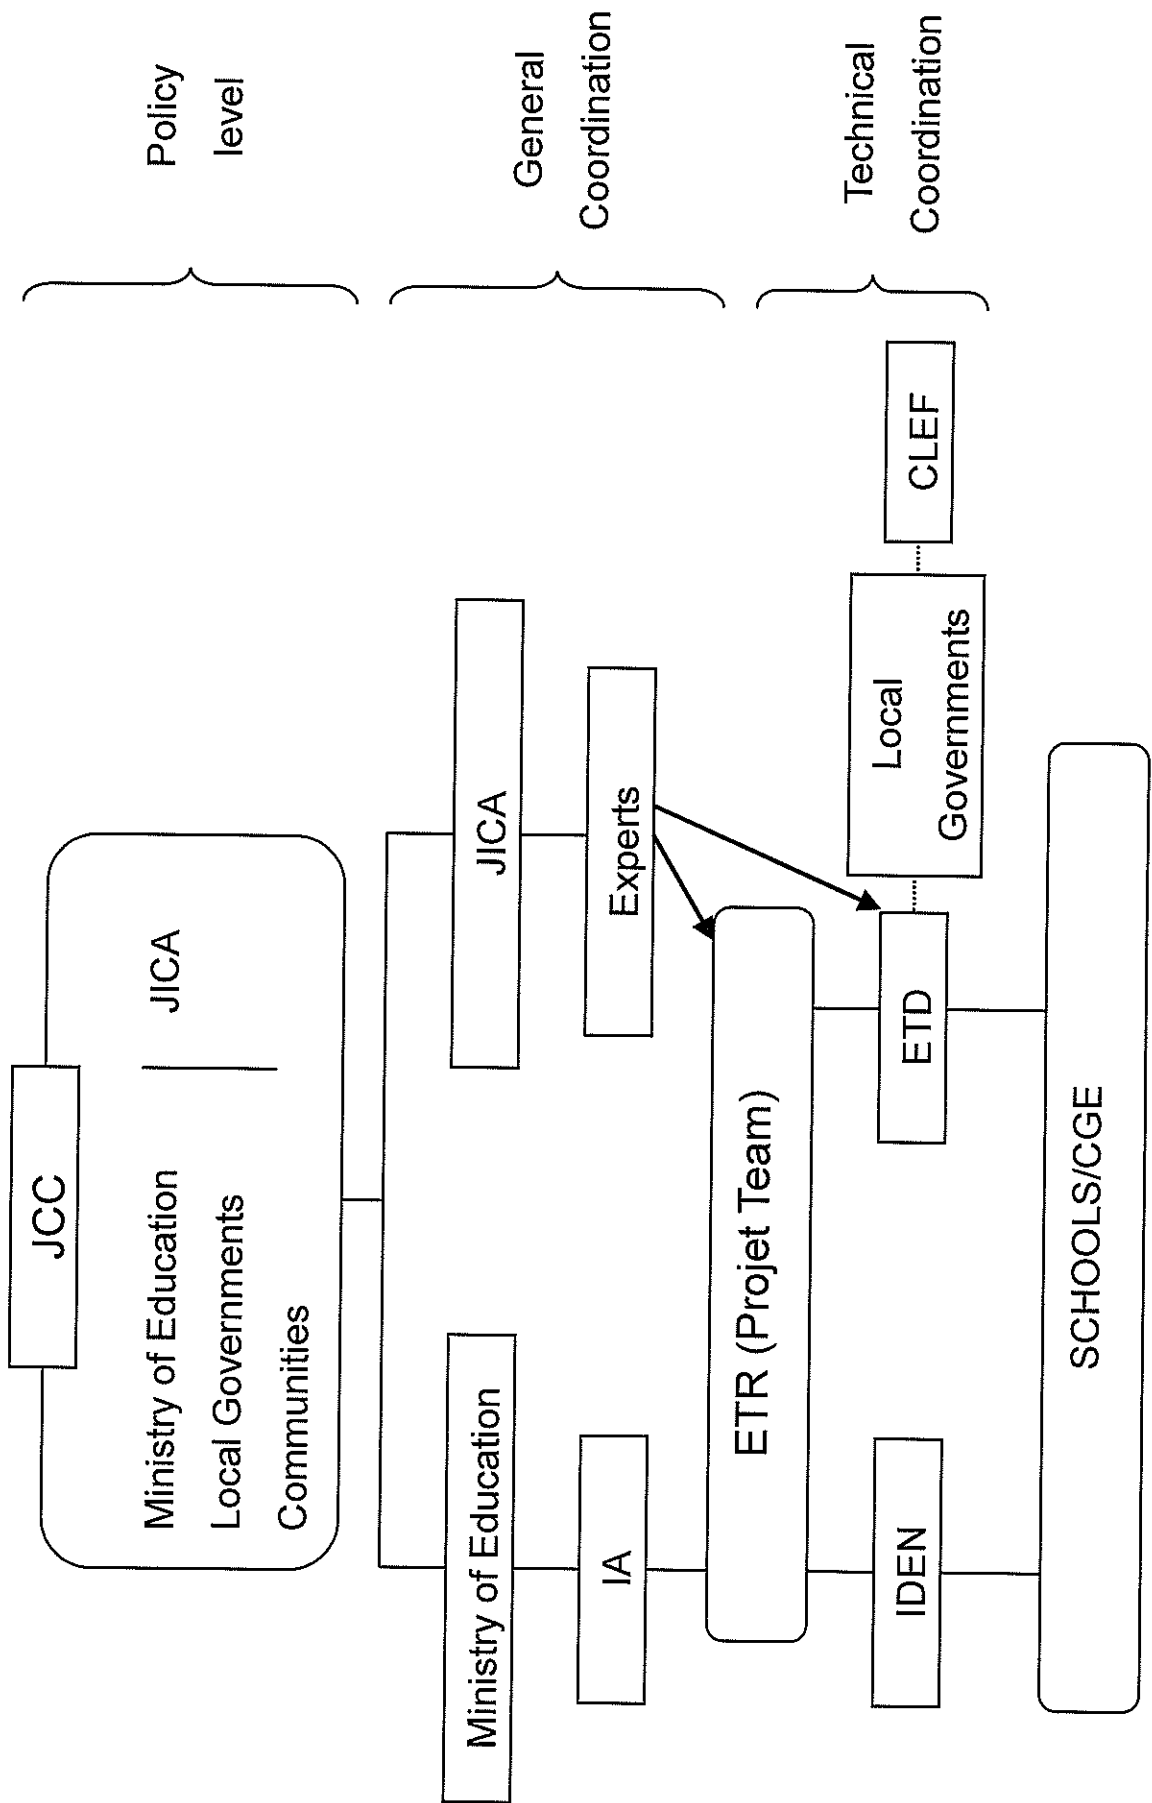 JCC
Ministry of Education
Local Governments
Communities
JICA
Policy
level
Ministry of Education
JICA
IA
Experts
ETR (Projet Team)
General
Coordination
IDEN
ETD
Local
Governments
CLEF
Technical
Coordination
SCHOOLS/CGE